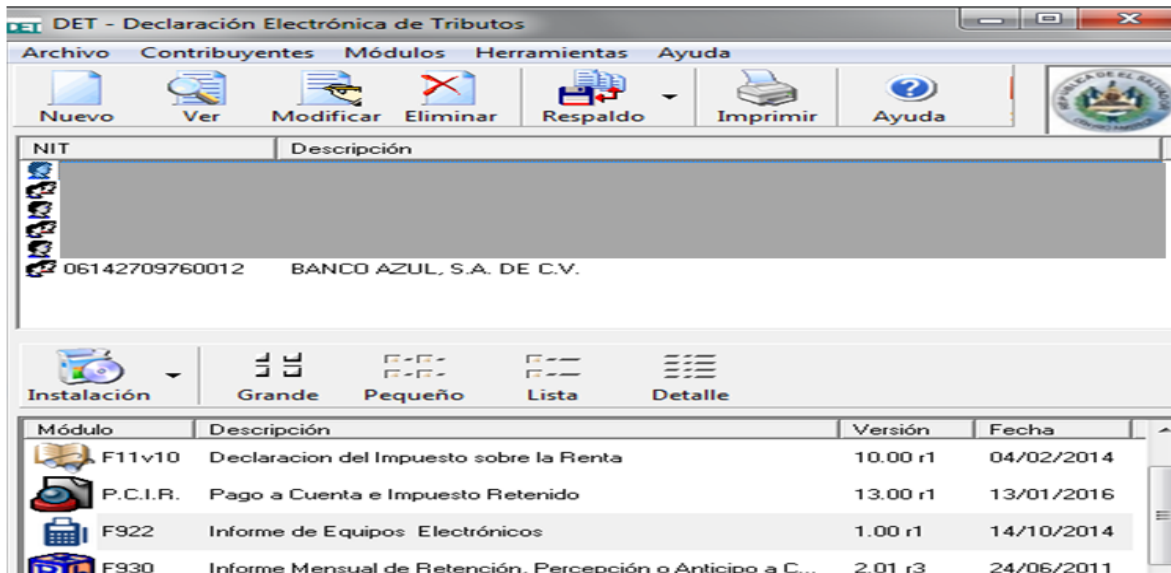 DET DET - Declaración Electrónica de Tributos
Archivo Contribuyentes Módulos Herramientas Ayuda
Nuevo Ver Modificar Eliminar Respaldo Imprimir Ayuda
NIT Descripción
06142709760012 BANCO AZUL, S.A. DE C.V.
Instalación Grande Pequeño Lista Detalle
Módulo Descripción Versión Fecha
F11v10 Declaracion del Impuesto sobre la Renta 10.00 r1 04/02/2014
P.C.I.R. Pago a Cuenta e Impuesto Retenido 13.00 r1 13/01/2016
F922 Informe de Equipos Electrónicos 1.00 r1 14/10/2014
F930 Informe Mensual de Retención, Percepción o Anticipo a C... 2.01 r3 24/06/2011